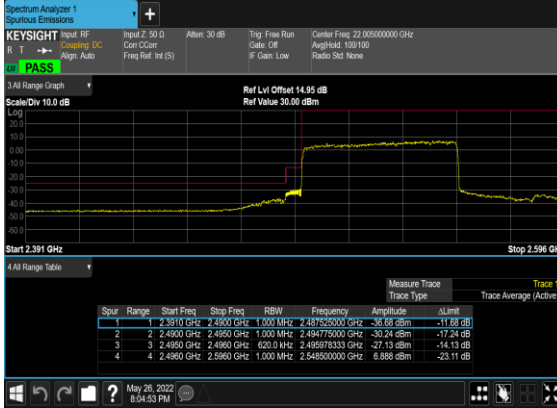 Spectrum Analyzer 1
Spurious Emissions
+
KEYSIGHT Input: RF Input Z: 50 Ω Atten: 30 dB Trig: Free Run Center Freq: 22.005000000 GHz
R T Coupling: DC Corr CCorr Gate: Off Avg|Hold: 100/100
Align: Auto Freq Ref: Int (S) IF Gain: Low Radio Std: None
LXI PASS
3 All Range Graph
Ref Lvl Offset 14.95 dB
Scale/Div 10.0 dB Ref Value 30.00 dBm
Log
20.0
10.0
0.00
-10.0
-20.0
-30.0
-40.0
-50.0
-60.0
Start 2.391 GHz Stop 2.596 GH
4 All Range Table
Measure Trace Trace 1
Trace Type Trace Average (Active
Spur Range Start Freq Stop Freq RBW Frequency Amplitude ΔLimit
1 1 2.3910 GHz 2.4900 GHz 1.000 MHz 2.487525000 GHz -36.68 dBm -11.68 dB
2 2 2.4900 GHz 2.4950 GHz 1.000 MHz 2.494775000 GHz -30.24 dBm -17.24 dB
3 3 2.4950 GHz 2.4960 GHz 620.0 kHz 2.495978333 GHz -27.13 dBm -14.13 dB
4 4 2.4960 GHz 2.5960 GHz 1.000 MHz 2.548500000 GHz 6.888 dBm -23.11 dB
? May 26, 2022
8:04:53 PM